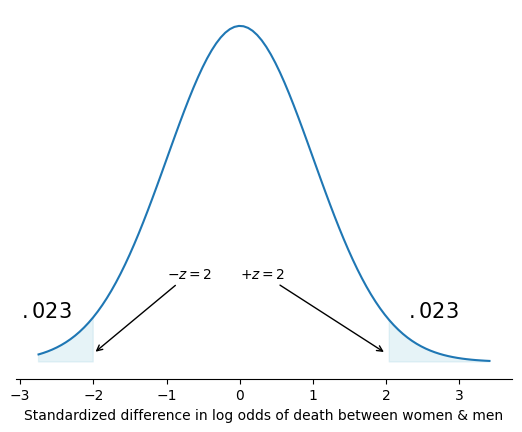 −z = 2 +z = 2
.023 .023
−3 −2 −1 0 1 2 3
Standardized difference in log odds of death between women & men